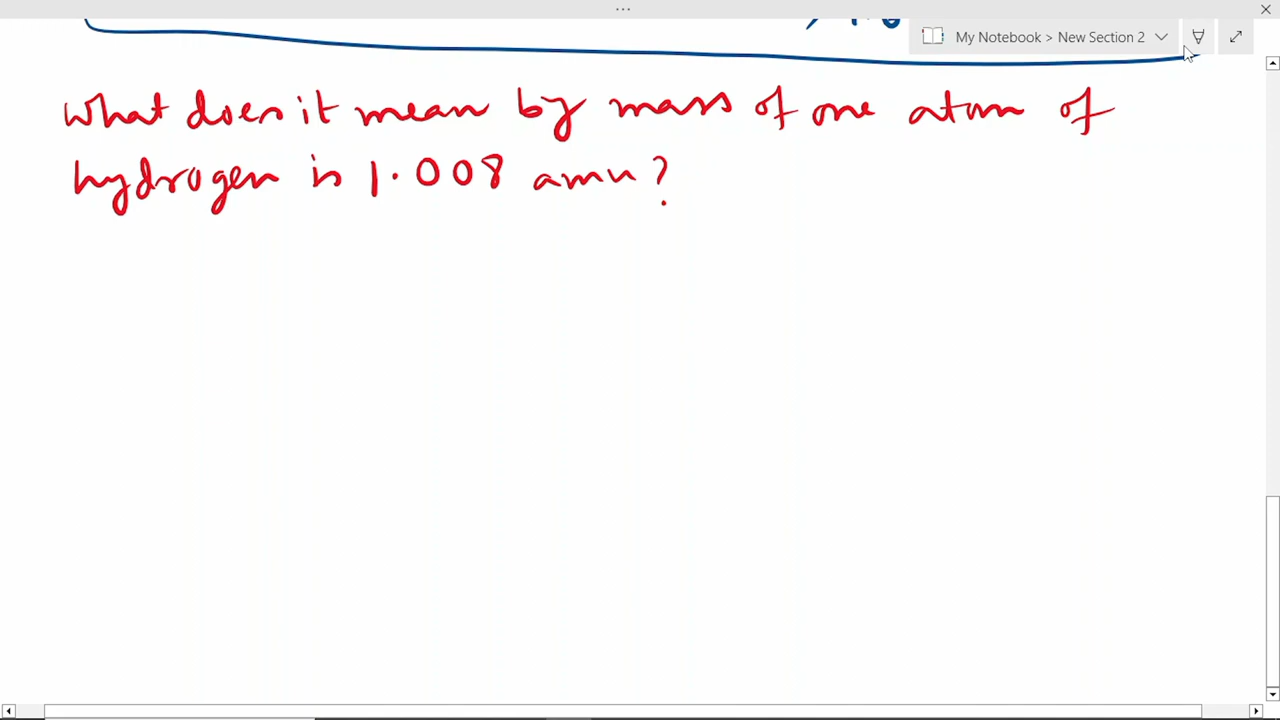 My Notebook > New Section 2
What does it mean by mass of one atom of
hydrogen is 1.008 amu?